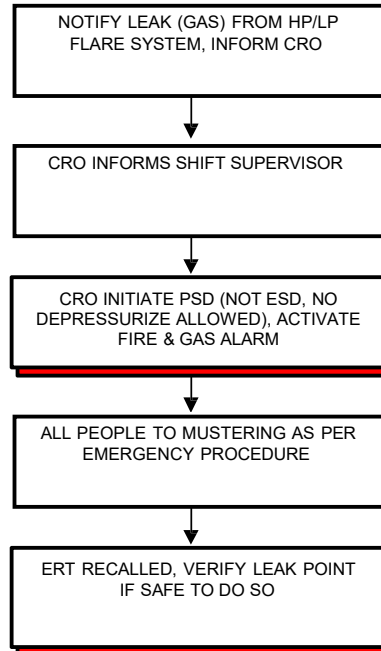 NOTIFY LEAK (GAS) FROM HP/LP
FLARE SYSTEM, INFORM CRO
CRO INFORMS SHIFT SUPERVISOR
CRO INITIATE PSD (NOT ESD, NO
DEPRESSURIZE ALLOWED), ACTIVATE
FIRE & GAS ALARM
ALL PEOPLE TO MUSTERING AS PER
EMERGENCY PROCEDURE
ERT RECALLED, VERIFY LEAK POINT
IF SAFE TO DO SO